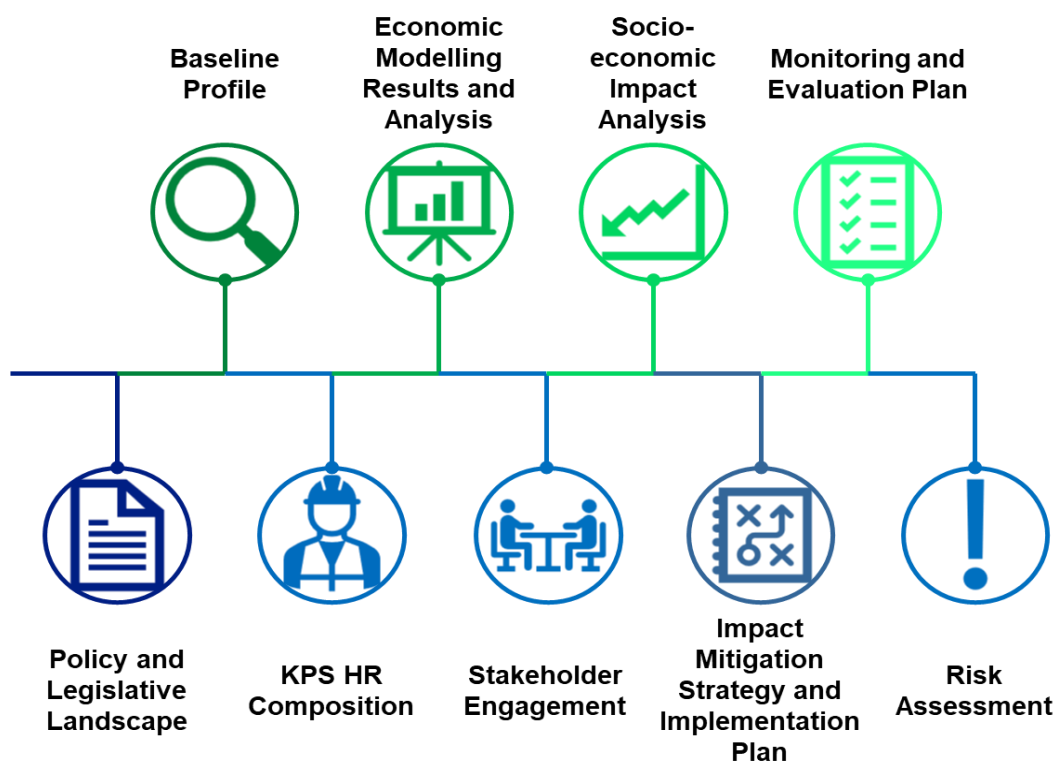 Baseline
Profile
Economic
Modelling
Results and
Analysis
Socio-
economic
Impact
Analysis
Monitoring and
Evaluation Plan
Policy and
Legislative
Landscape
KPS HR
Composition
Stakeholder
Engagement
Impact
Mitigation
Strategy and
Implementation
Plan
Risk
Assessment